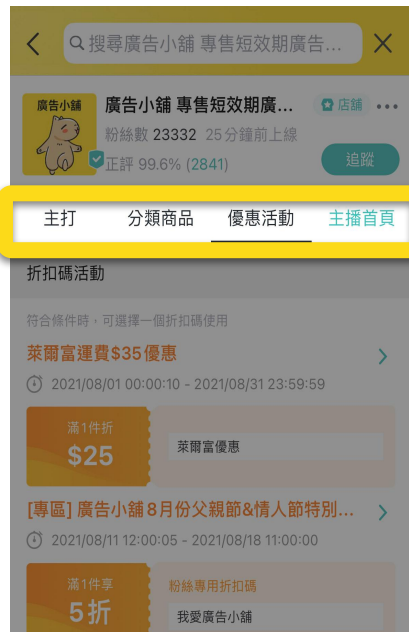 搜尋廣告小舖 專售短效期廣告...
廣告小舖
廣告小舖 專售短效期廣...
店舖
粉絲數 23332 25分鐘前上線
正評 99.6% (2841)
追蹤
主打 分類商品 優惠活動 主播首頁
折扣碼活動
符合條件時，可選擇一個折扣碼使用
萊爾富運費$35優惠
2021/08/01 00:00:10 - 2021/08/31 23:59:59
滿1件折
$25
萊爾富優惠
[專區] 廣告小舖8月份父親節&情人節特別...
2021/08/11 12:00:05 - 2021/08/18 11:00:00
滿1件享
5折
粉絲專用折扣碼
我愛廣告小舖